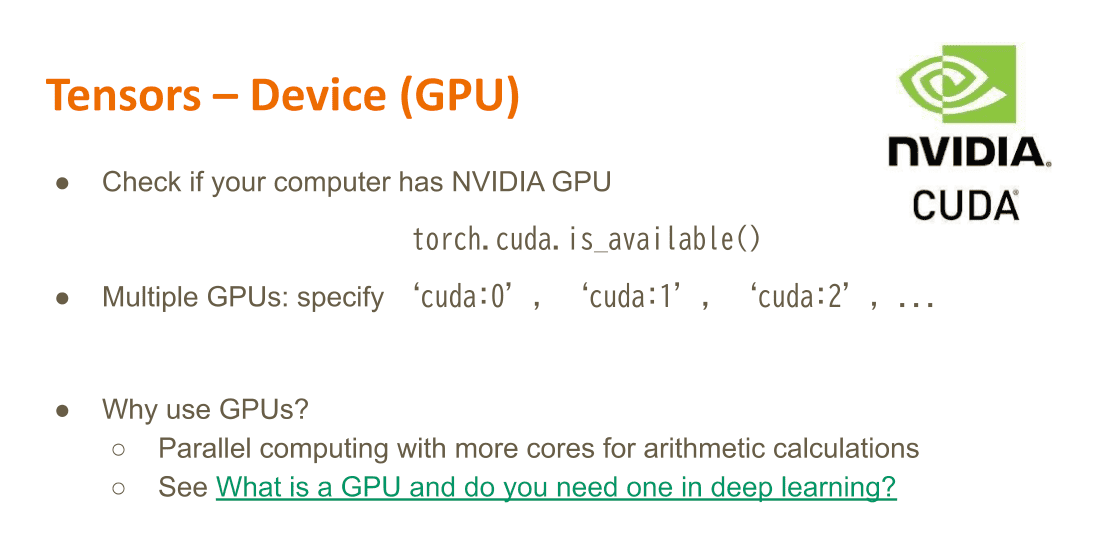 Tensors – Device (GPU)
NVIDIA®
CUDA®
● Check if your computer has NVIDIA GPU
torch.cuda.is_available()
● Multiple GPUs: specify ‘cuda:0’, ‘cuda:1’, ‘cuda:2’, ...
● Why use GPUs?
○ Parallel computing with more cores for arithmetic calculations
○ See What is a GPU and do you need one in deep learning?